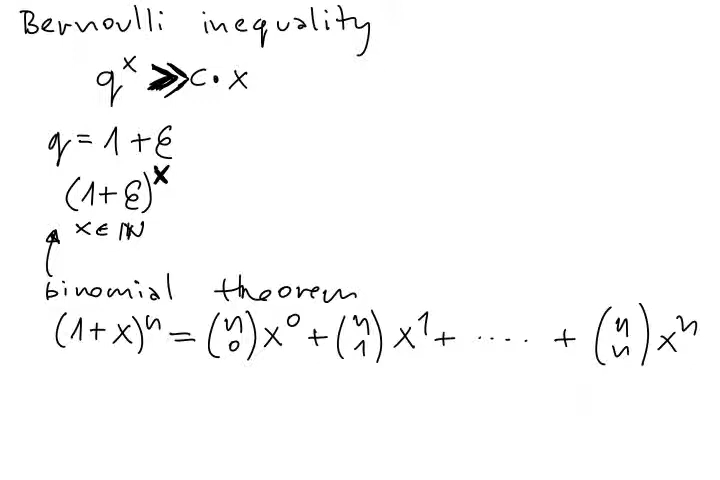 Bernoulli inequality
q^x ≫ c · x
q = 1 + ε
(1 + ε)^x
x ∈ ℕ
binomial theorem
(1 + x)^n = (n 0) x^0 + (n 1) x^1 + ..... + (n n) x^n